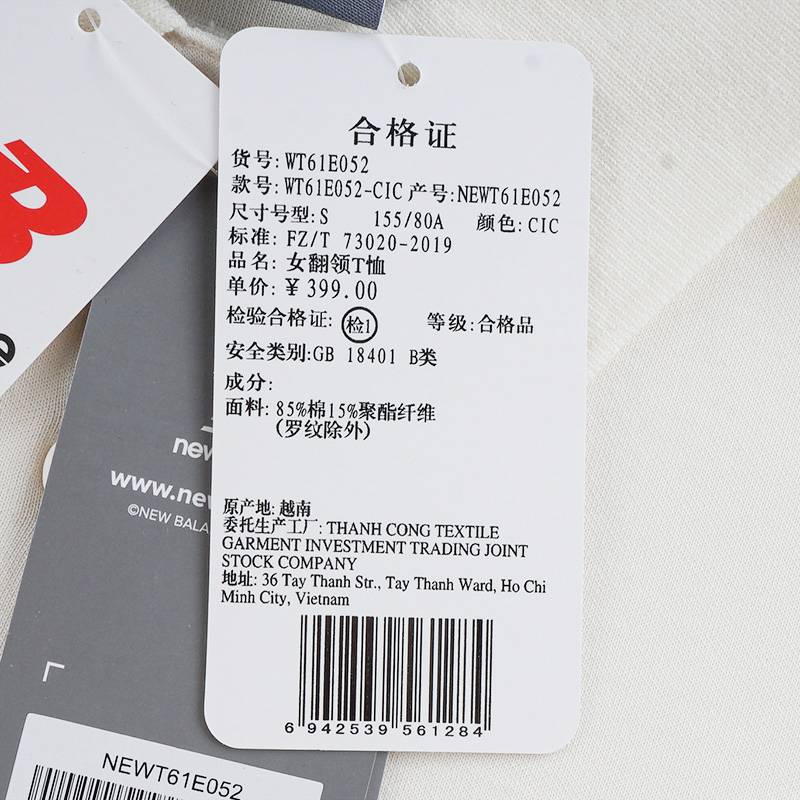 合格证
货号: WT61E052
款号: WT61E052-CIC 产号: NEWT61E052
尺寸号型: S 155/80A 颜色: CIC
标准: FZ/T 73020-2019
品名: 女翻领T恤
单价: ¥ 399.00
检验合格证: 检1 等级: 合格品
安全类别: GB 18401 B类
成分:
面料: 85%棉15%聚酯纤维
(罗纹除外)
原产地: 越南
委托生产工厂: THANH CONG TEXTILE
GARMENT INVESTMENT TRADING JOINT
STOCK COMPANY
地址: 36 Tay Thanh Str., Tay Thanh Ward, Ho Chi
Minh City, Vietnam
6 942539 561284
new
www.new
©NEW BALA
NEWT61E052